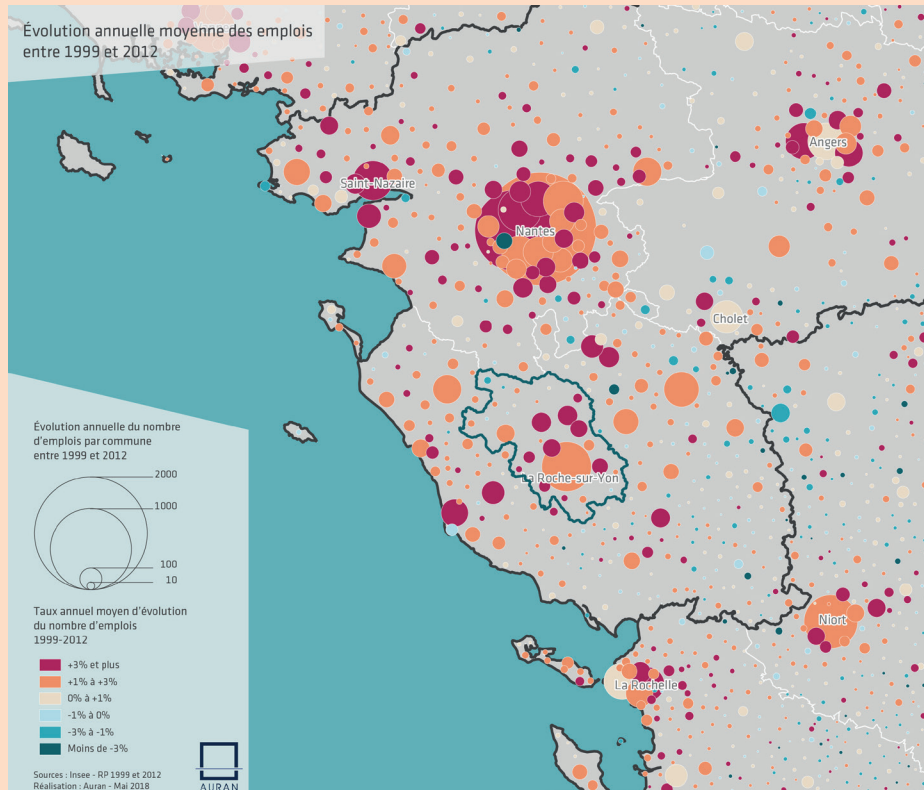 Évolution annuelle moyenne des emplois
entre 1999 et 2012
Angers
Saint-Nazaire
Nantes
Cholet
La Roche-sur-Yon
Niort
La Rochelle
Évolution annuelle du nombre
d'emplois par commune
entre 1999 et 2012
2000
1000
100
10
Taux annuel moyen d'évolution
du nombre d'emplois
1999-2012
+3% et plus
+1% à +3%
0% à +1%
-1% à 0%
-3% à -1%
Moins de -3%
Sources : Insee - RP 1999 et 2012
Réalisation : Auran - Mai 2018
AURAN